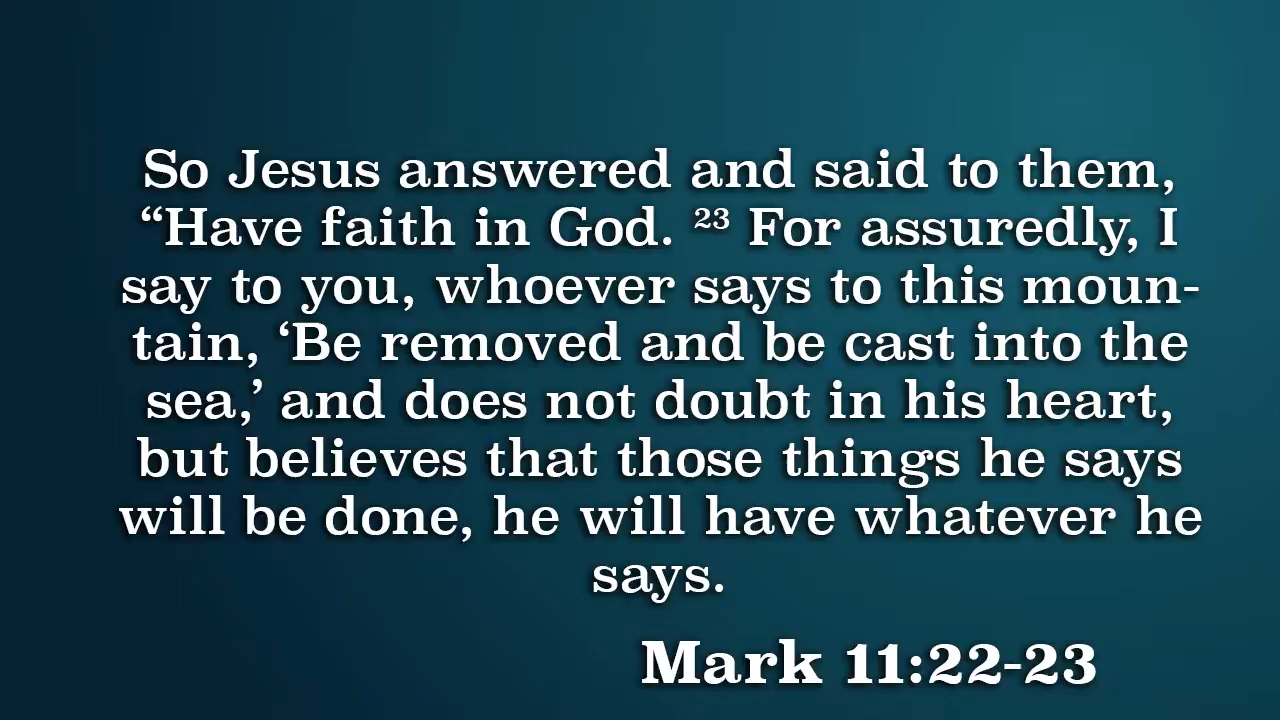 So Jesus answered and said to them,
“Have faith in God. ²³ For assuredly, I
say to you, whoever says to this moun-
tain, ‘Be removed and be cast into the
sea,’ and does not doubt in his heart,
but believes that those things he says
will be done, he will have whatever he
says.
Mark 11:22-23